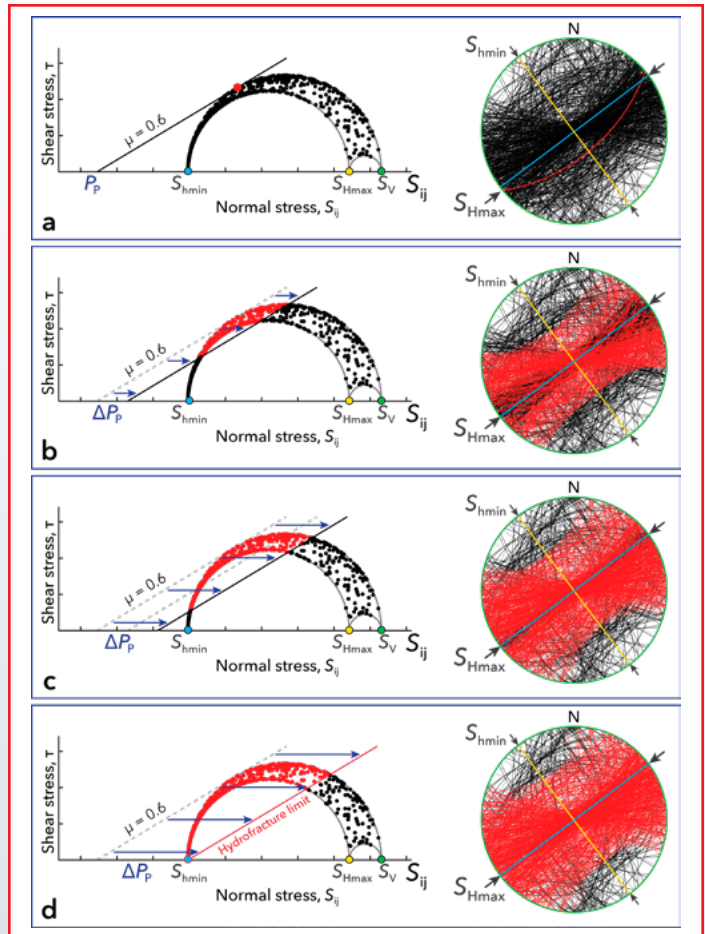 Shear stress, τ
μ = 0.6
P_P
S_hmin
S_Hmax
S_V
S_ij
Normal stress, S_ij
a
N
S_hmin
S_Hmax
Shear stress, τ
μ = 0.6
ΔP_P
S_hmin
S_Hmax
S_V
S_ij
Normal stress, S_ij
b
N
S_hmin
S_Hmax
Shear stress, τ
μ = 0.6
ΔP_P
S_hmin
S_Hmax
S_V
S_ij
Normal stress, S_ij
c
N
S_hmin
S_Hmax
Shear stress, τ
μ = 0.6
Hydrofracture limit
ΔP_P
S_hmin
S_Hmax
S_V
S_ij
Normal stress, S_ij
d
N
S_hmin
S_Hmax